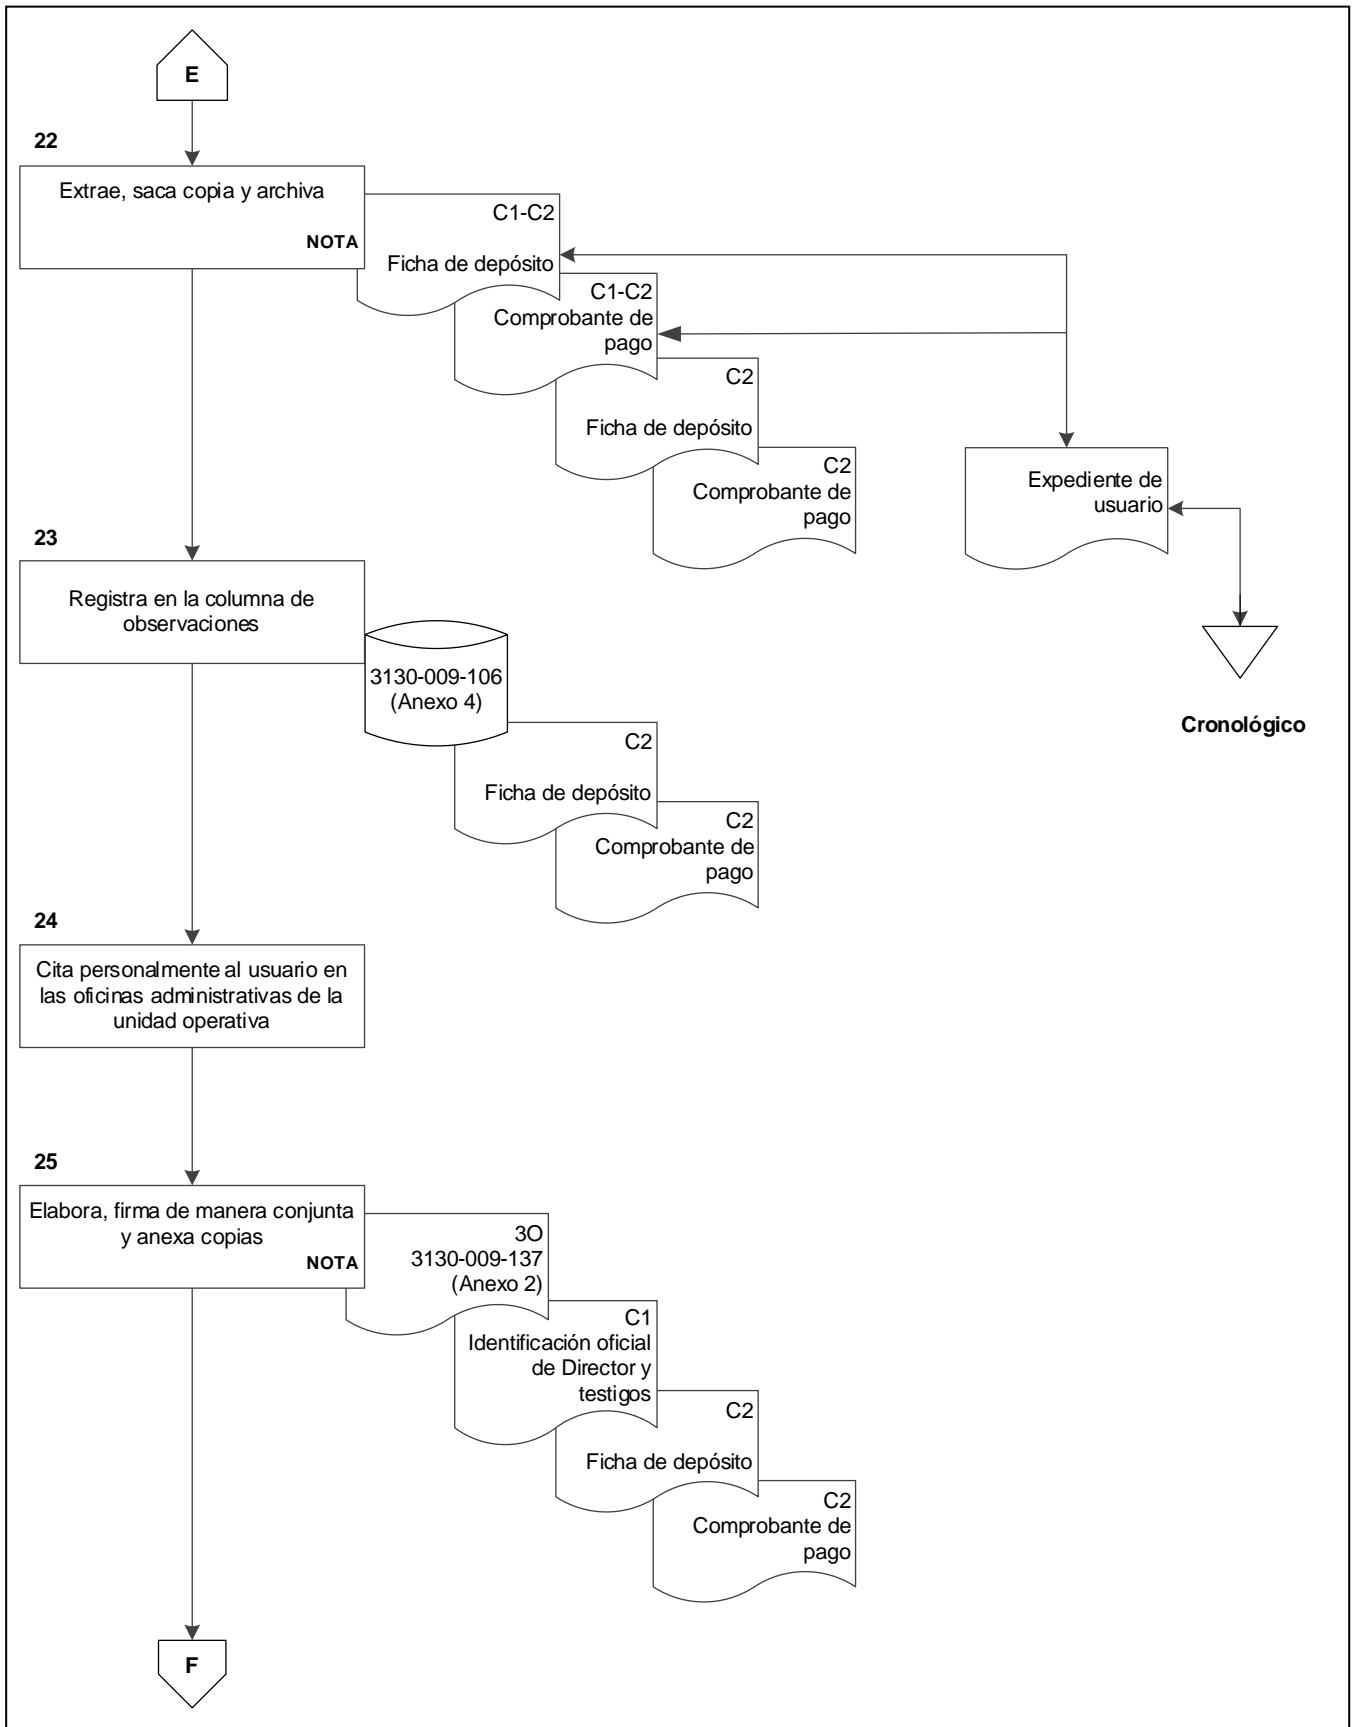 E
22
Extrae, saca copia y archiva
NOTA
C1-C2
Ficha de depósito
C1-C2
Comprobante de
pago
C2
Ficha de depósito
C2
Comprobante de
pago
Expediente de
usuario
Cronológico
23
Registra en la columna de
observaciones
3130-009-106
(Anexo 4)
C2
Ficha de depósito
C2
Comprobante de
pago
24
Cita personalmente al usuario en
las oficinas administrativas de la
unidad operativa
25
Elabora, firma de manera conjunta
y anexa copias
NOTA
3O
3130-009-137
(Anexo 2)
C1
Identificación oficial
de Director y
testigos
C2
Ficha de depósito
C2
Comprobante de
pago
F